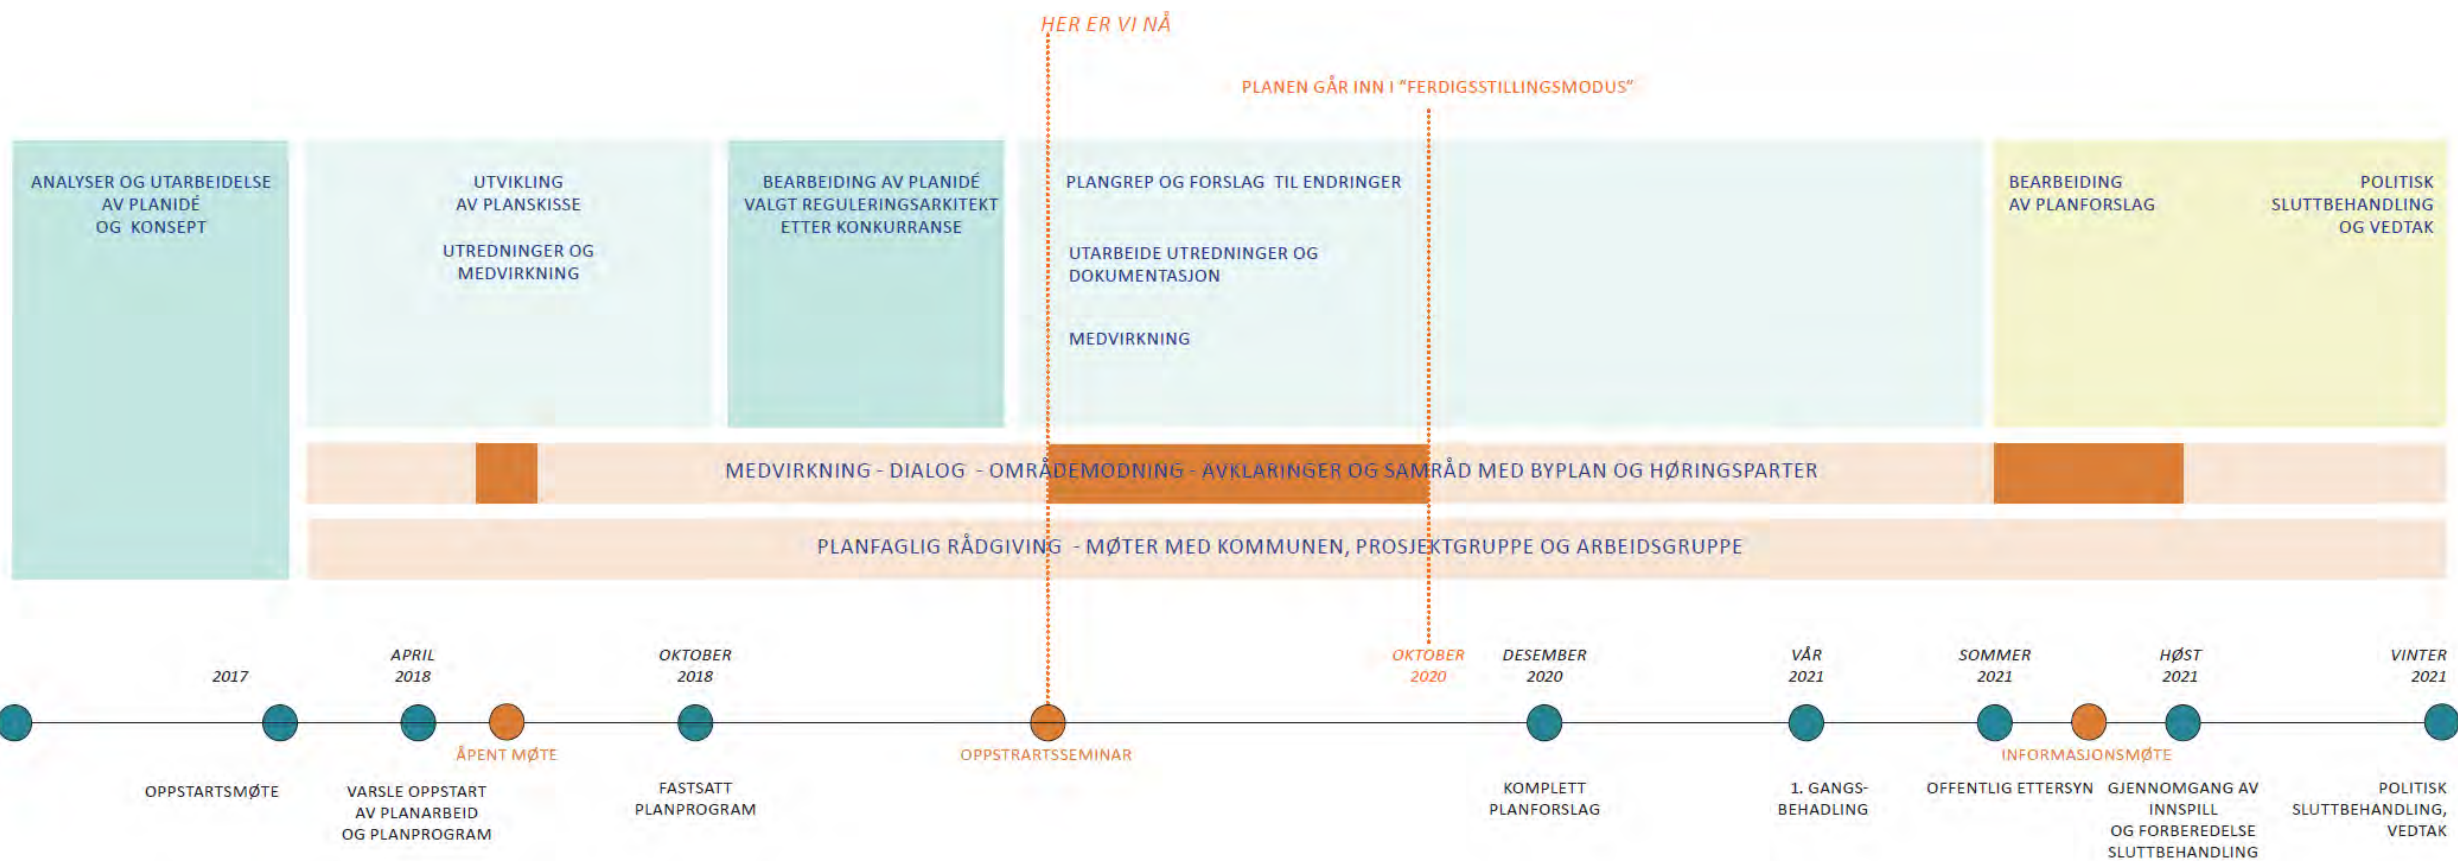 HER ER VI NÅ
PLANEN GÅR INN I "FERDIGSSTILLINGSMODUS"
ANALYSER OG UTARBEIDELSE
AV PLANIDÉ
OG KONSEPT
UTVIKLING
AV PLANSKISSE
UTREDNINGER OG
MEDVIRKNING
BEARBEIDING AV PLANIDÉ
VALGT REGULERINGSARKITEKT
ETTER KONKURRANSE
PLANGREP OG FORSLAG TIL ENDRINGER
UTARBEIDE UTREDNINGER OG
DOKUMENTASJON
MEDVIRKNING
BEARBEIDING
AV PLANFORSLAG
POLITISK
SLUTTBEHANDLING
OG VEDTAK
MEDVIRKNING - DIALOG - OMRÅDEMODNING - AVKLARINGER OG SAMRÅD MED BYPLAN OG HØRINGSPARTER
PLANFAGLIG RÅDGIVING - MØTER MED KOMMUNEN, PROSJEKTGRUPPE OG ARBEIDSGRUPPE
2017
APRIL
2018
OKTOBER
2018
OKTOBER
2020
DESEMBER
2020
VÅR
2021
SOMMER
2021
HØST
2021
VINTER
2021
OPPSTARTSMØTE
VARSLE OPPSTART
AV PLANARBEID
OG PLANPROGRAM
ÅPENT MØTE
FASTSATT
PLANPROGRAM
OPPSTRARTSSEMINAR
KOMPLETT
PLANFORSLAG
1. GANGS-
BEHADLING
OFFENTLIG ETTERSYN
INFORMASJONSMØTE
GJENNOMGANG AV
INNSPILL
OG FORBEREDELSE
SLUTTBEHANDLING
POLITISK
SLUTTBEHANDLING,
VEDTAK